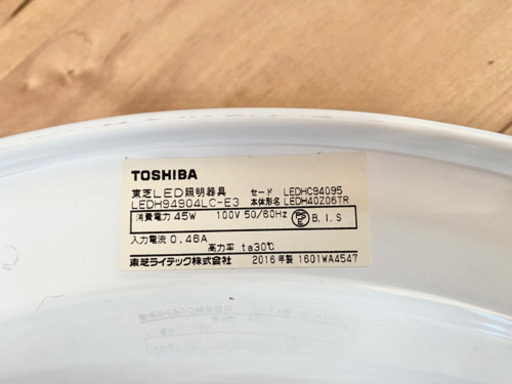 TOSHIBA
東芝LED照明器具 セード LEDHC94095
LEDH94904LC-E3 本体形名 LEDH40Z06TR
消費電力 45W 100V 50/60Hz PSE B.I.S
入力電流 0.46A
高力率 ta30℃
東芝ライテック株式会社 2016年製 1601WA4547